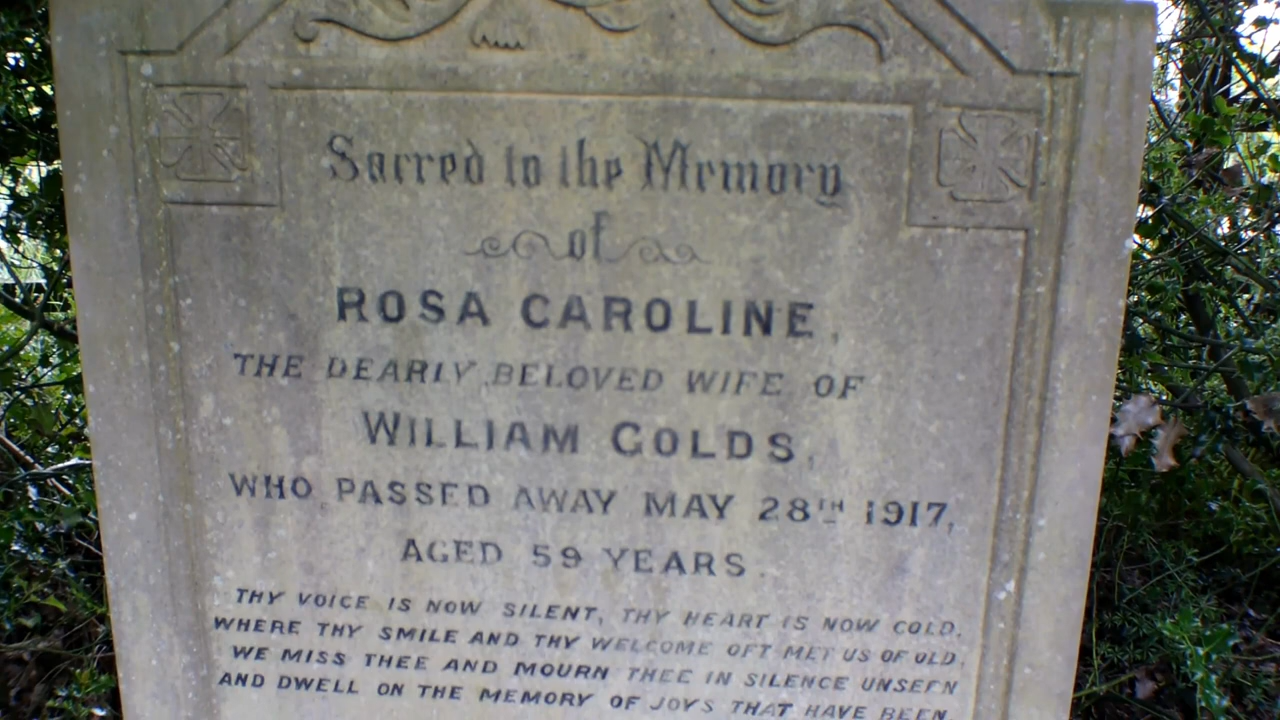 Sacred to the Memory
of
ROSA CAROLINE,
THE DEARLY BELOVED WIFE OF
WILLIAM GOLDS,
WHO PASSED AWAY MAY 28TH 1917,
AGED 59 YEARS.
THY VOICE IS NOW SILENT, THY HEART IS NOW COLD,
WHERE THY SMILE AND THY WELCOME OFT MET US OF OLD,
WE MISS THEE AND MOURN THEE IN SILENCE UNSEEN
AND DWELL ON THE MEMORY OF JOYS THAT HAVE BEEN.